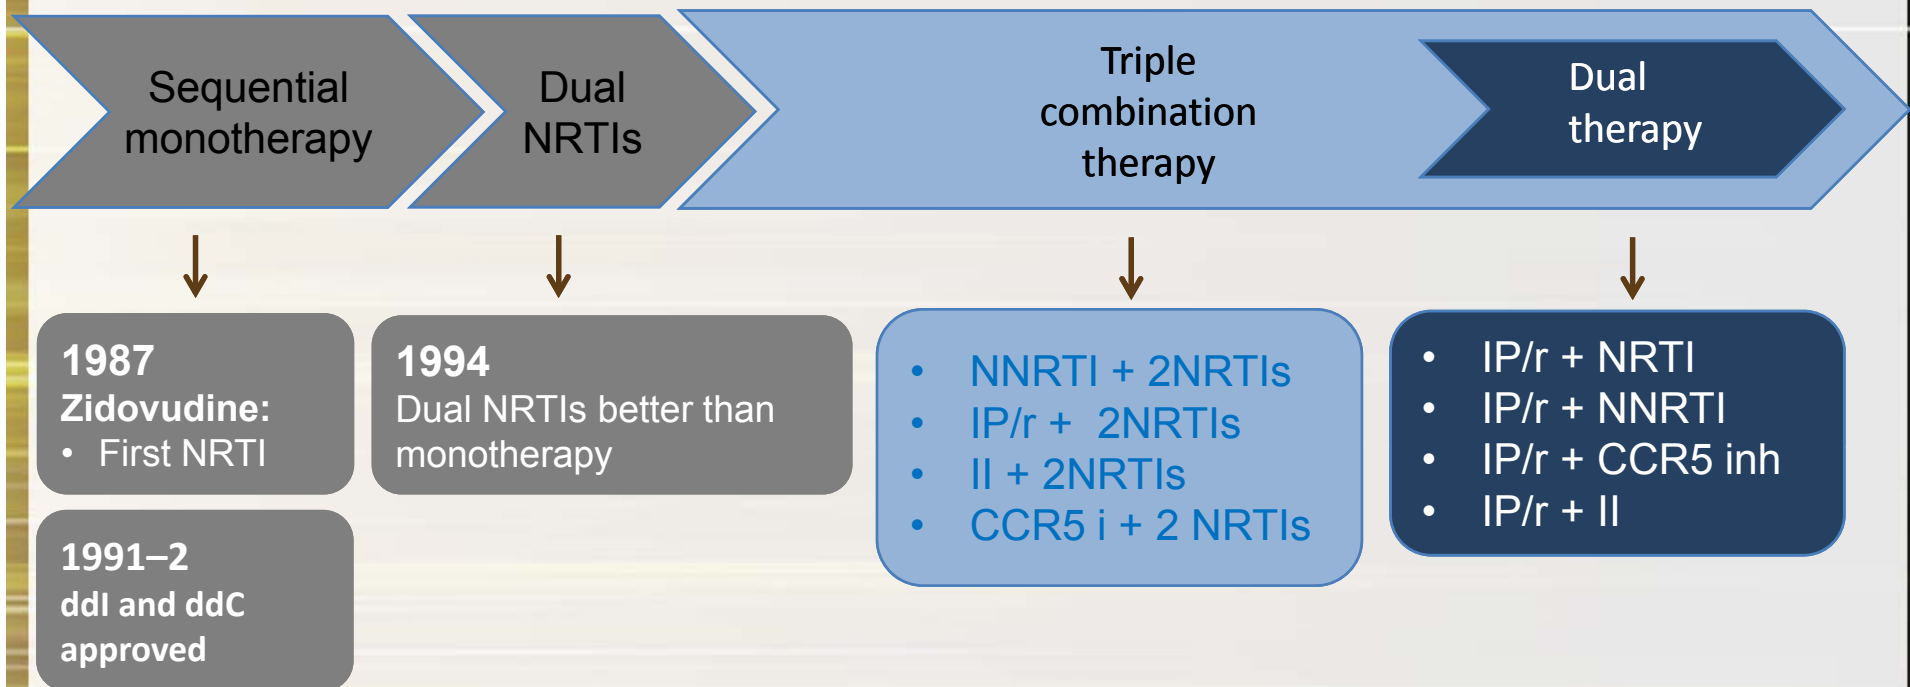 Sequential
monotherapy
Dual
NRTIs
Triple
combination
therapy
Dual
therapy
1987
Zidovudine:
• First NRTI
1991–2
ddI and ddC
approved
1994
Dual NRTIs better than
monotherapy
• NNRTI + 2NRTIs
• IP/r + 2NRTIs
• II + 2NRTIs
• CCR5 i + 2 NRTIs
• IP/r + NRTI
• IP/r + NNRTI
• IP/r + CCR5 inh
• IP/r + II